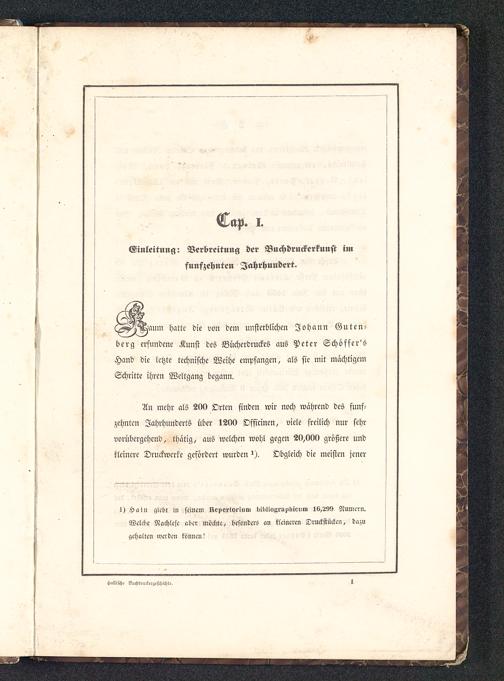 Cap. I.
Einleitung: Verbreitung der Buchdruckerkunst im
funfzehnten Jahrhundert.
Kaum hatte die von dem unsterblichen Johann Guten-
berg erfundene Kunst des Bücherdruckes aus Peter Schöffer's
Hand die letzte technische Weihe empfangen, als sie mit mächtigem
Schritte ihren Weltgang begann.
An mehr als 200 Orten finden wir noch während des funf-
zehnten Jahrhunderts über 1200 Officinen, viele freilich nur sehr
vorübergehend, thätig, aus welchen wohl gegen 20,000 größere und
kleinere Druckwerke gefördert wurden 1). Obgleich die meisten jener
1) Hain giebt in seinem Repertorium bibliographicum 16,299 Numern.
Welche Nachlese aber möchte, besonders an kleineren Druckstücken, dazu
gehalten werden können!
Hallische Buchdruckergeschichte. 1